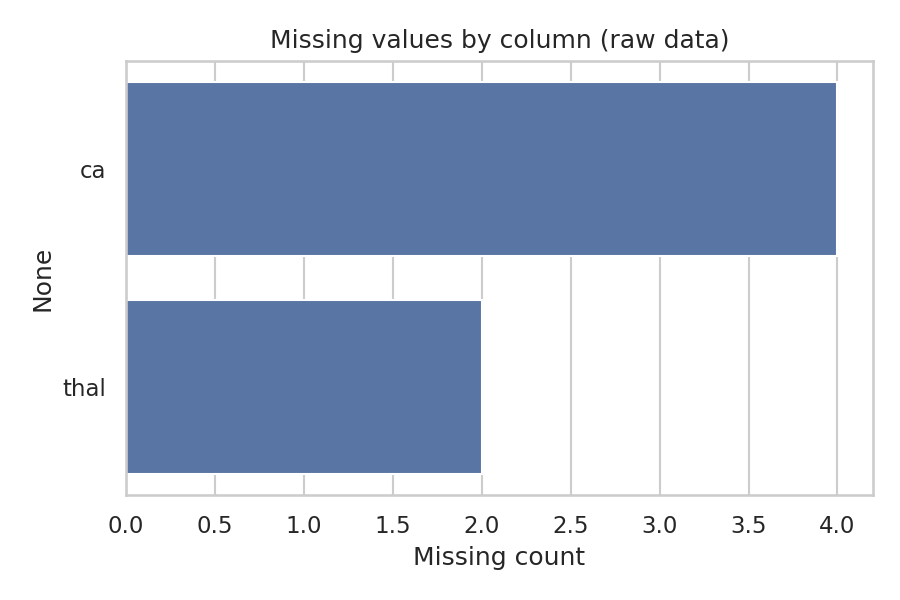 Missing values by column (raw data)
None
ca
thal
0.0 0.5 1.0 1.5 2.0 2.5 3.0 3.5 4.0
Missing count